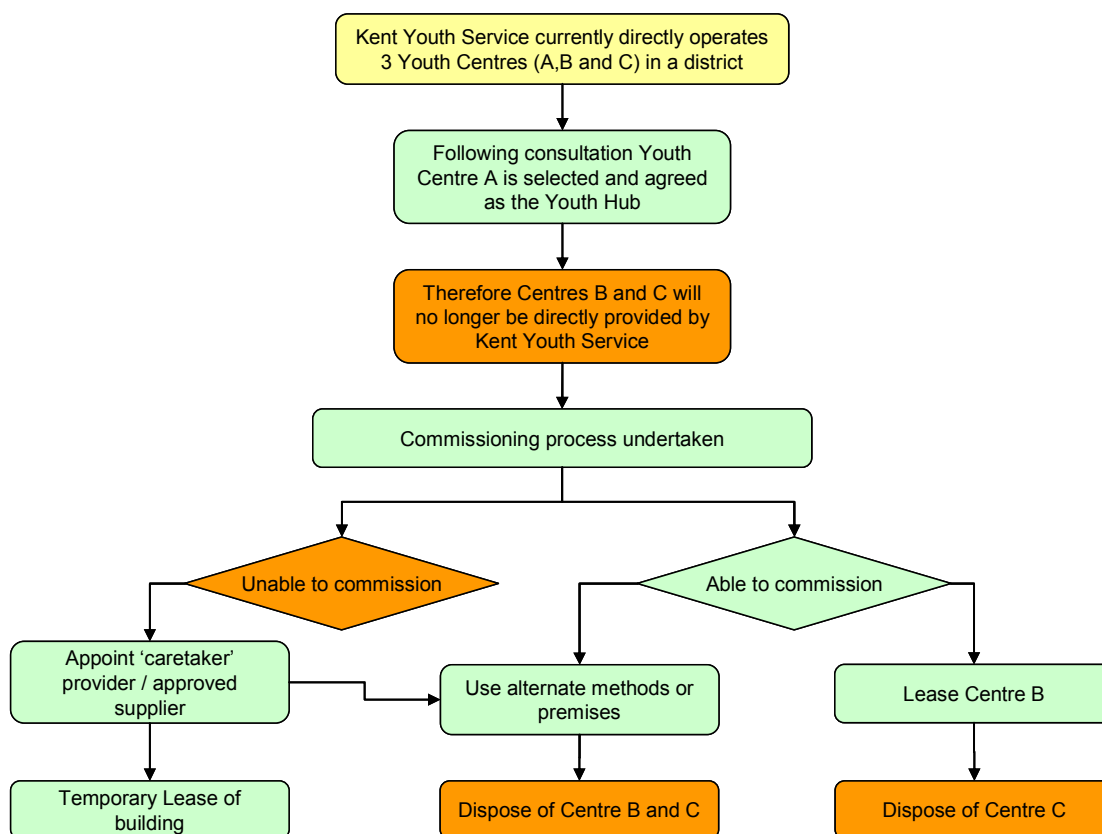 Kent Youth Service currently directly operates
3 Youth Centres (A,B and C) in a district
Following consultation Youth
Centre A is selected and agreed
as the Youth Hub
Therefore Centres B and C will
no longer be directly provided by
Kent Youth Service
Commissioning process undertaken
Unable to commission
Able to commission
Appoint ‘caretaker’
provider / approved
supplier
Use alternate methods or
premises
Lease Centre B
Temporary Lease of
building
Dispose of Centre B and C
Dispose of Centre C